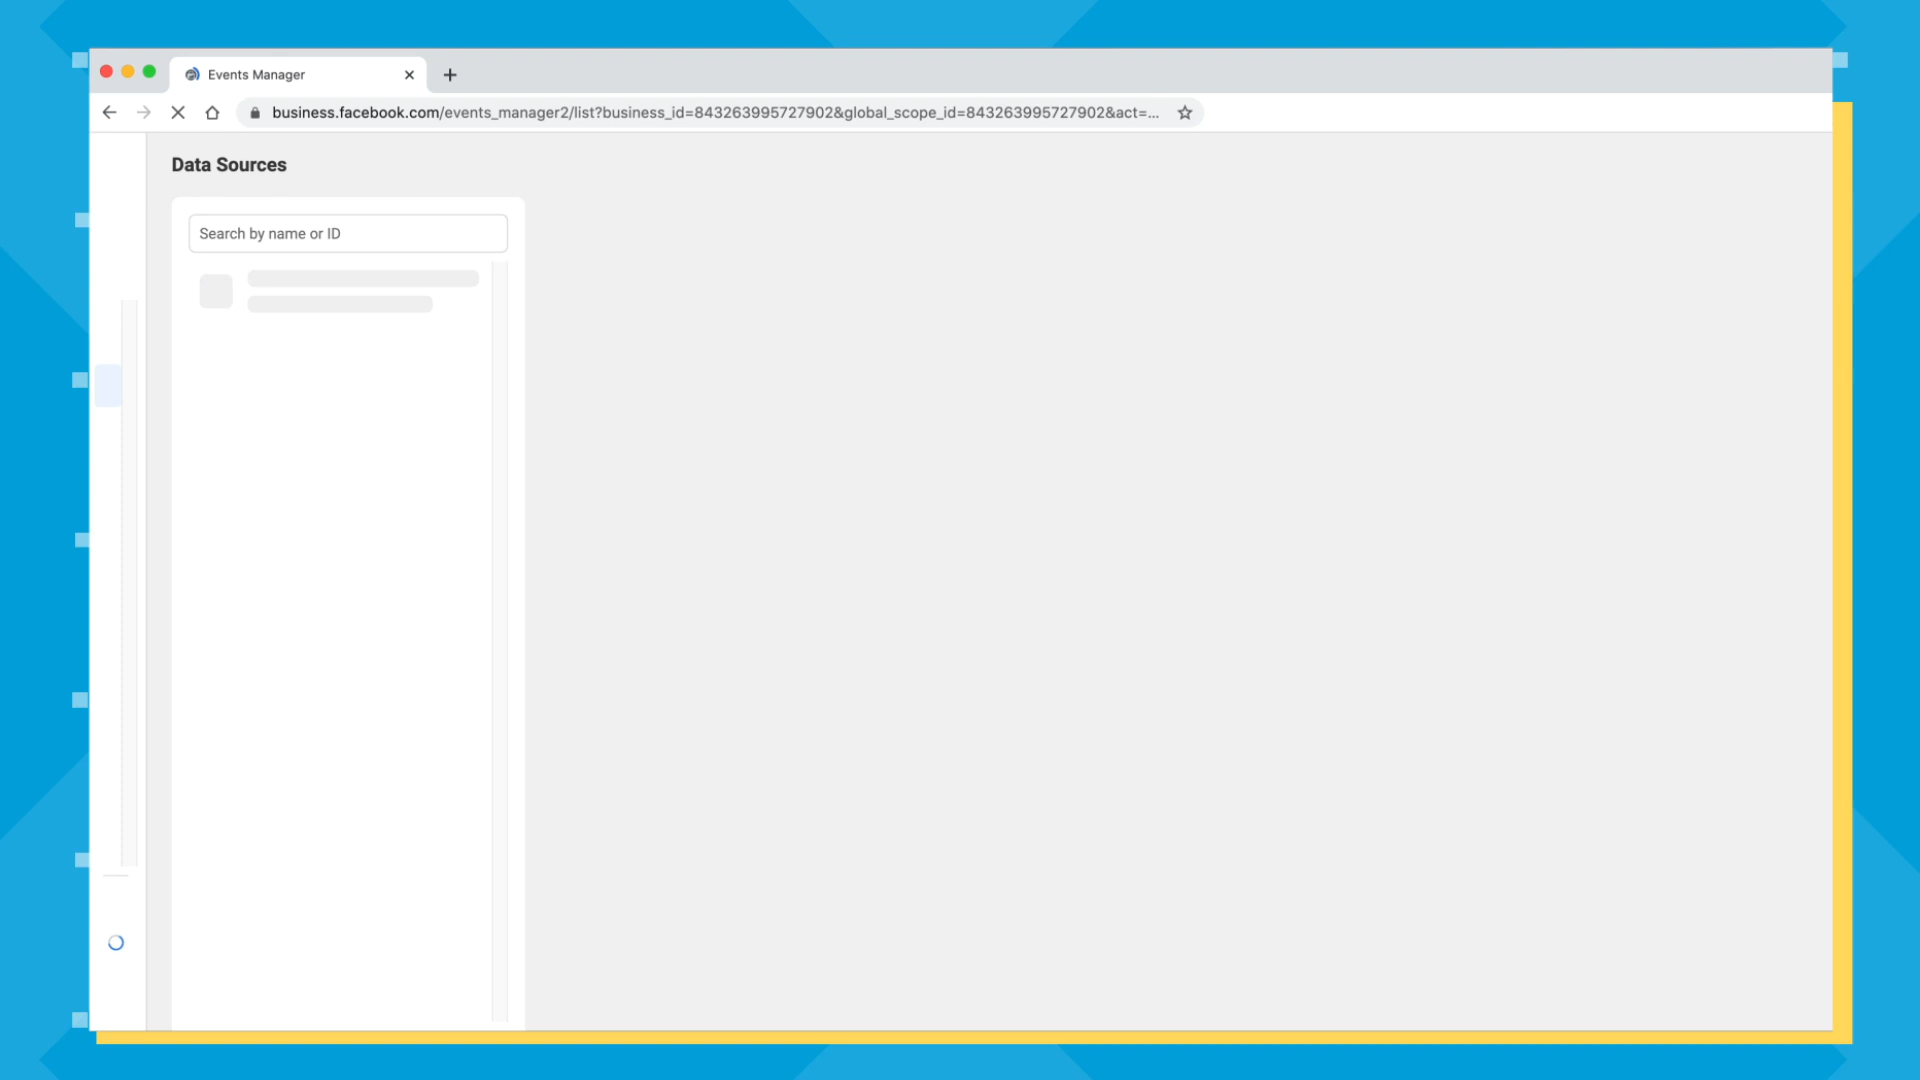 Events Manager
business.facebook.com/events_manager2/list?business_id=843263995727902&global_scope_id=843263995727902&act=...
Data Sources
Search by name or ID